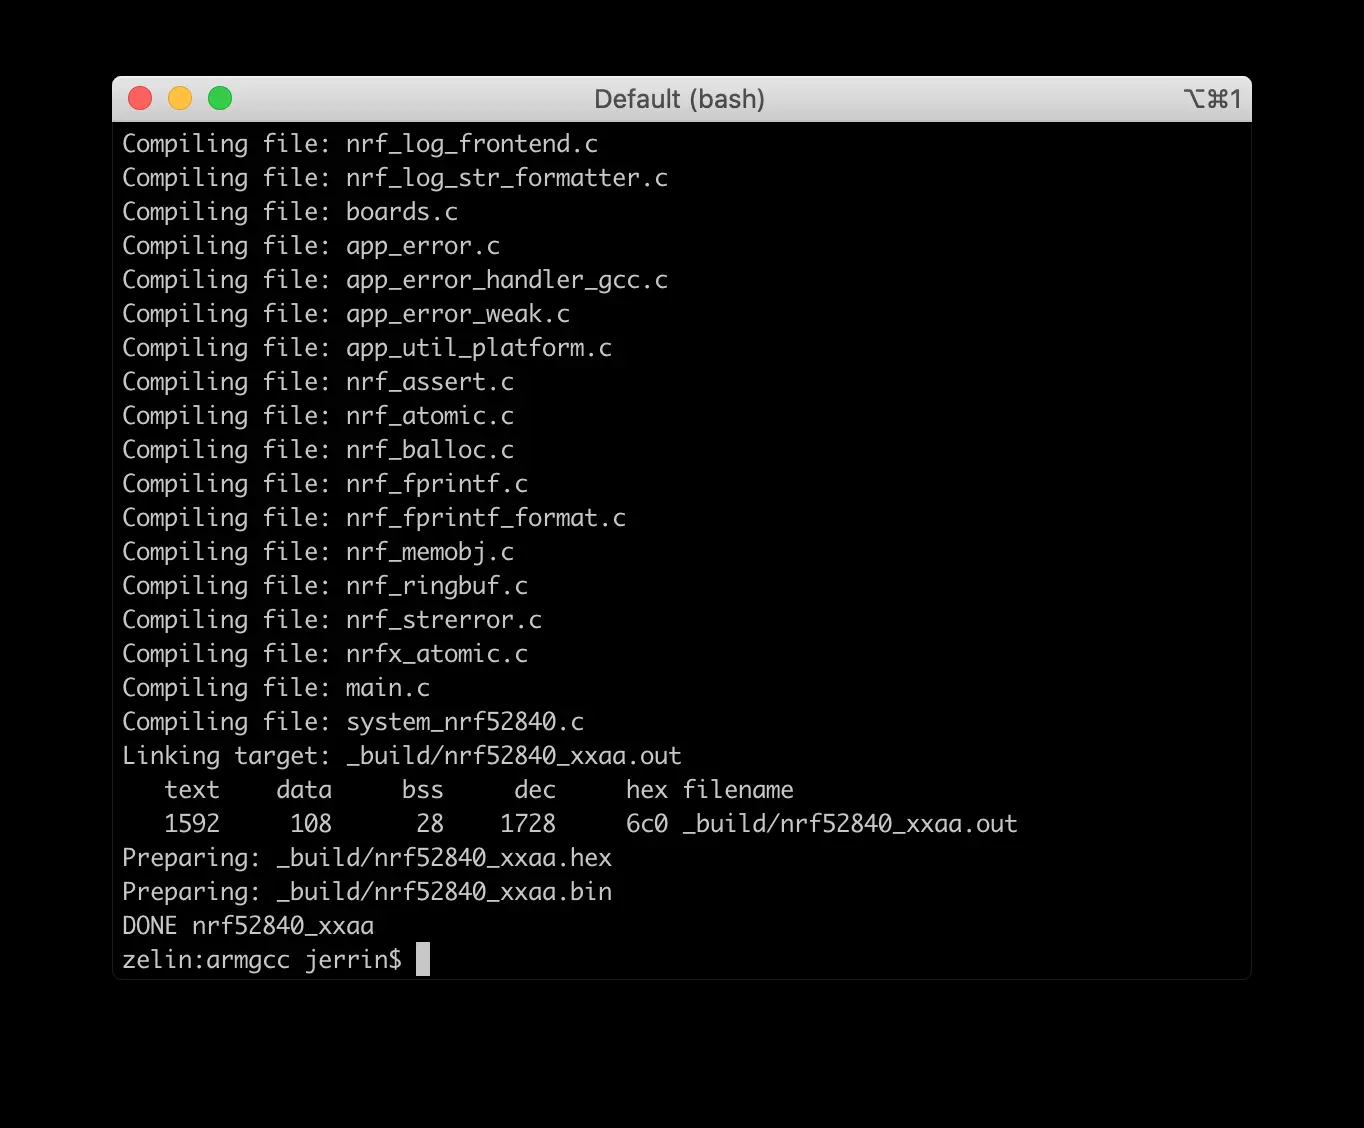 Default (bash)
⌥⌘1
Compiling file: nrf_log_frontend.c
Compiling file: nrf_log_str_formatter.c
Compiling file: boards.c
Compiling file: app_error.c
Compiling file: app_error_handler_gcc.c
Compiling file: app_error_weak.c
Compiling file: app_util_platform.c
Compiling file: nrf_assert.c
Compiling file: nrf_atomic.c
Compiling file: nrf_balloc.c
Compiling file: nrf_fprintf.c
Compiling file: nrf_fprintf_format.c
Compiling file: nrf_memobj.c
Compiling file: nrf_ringbuf.c
Compiling file: nrf_strerror.c
Compiling file: nrfx_atomic.c
Compiling file: main.c
Compiling file: system_nrf52840.c
Linking target: _build/nrf52840_xxaa.out
   text    data     bss     dec     hex filename
   1592     108      28    1728     6c0 _build/nrf52840_xxaa.out
Preparing: _build/nrf52840_xxaa.hex
Preparing: _build/nrf52840_xxaa.bin
DONE nrf52840_xxaa
zelin:armgcc jerrin$